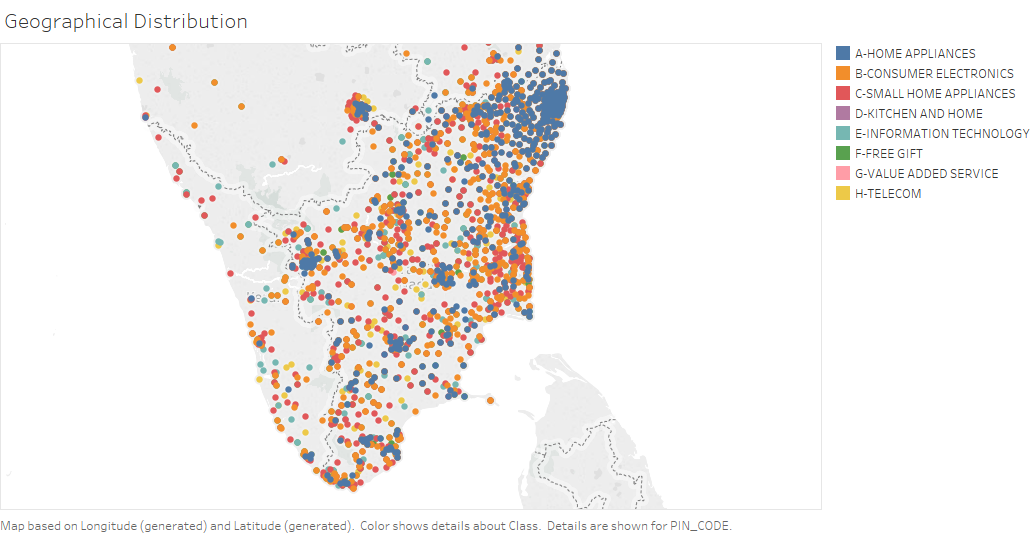 Geographical Distribution
A-HOME APPLIANCES
B-CONSUMER ELECTRONICS
C-SMALL HOME APPLIANCES
D-KITCHEN AND HOME
E-INFORMATION TECHNOLOGY
F-FREE GIFT
G-VALUE ADDED SERVICE
H-TELECOM
Map based on Longitude (generated) and Latitude (generated).  Color shows details about Class.  Details are shown for PIN_CODE.